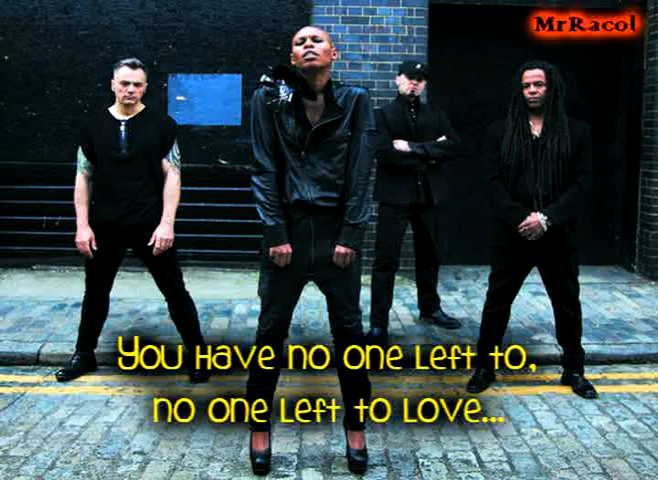 MrRacol
You have no one left to,
no one left to love...